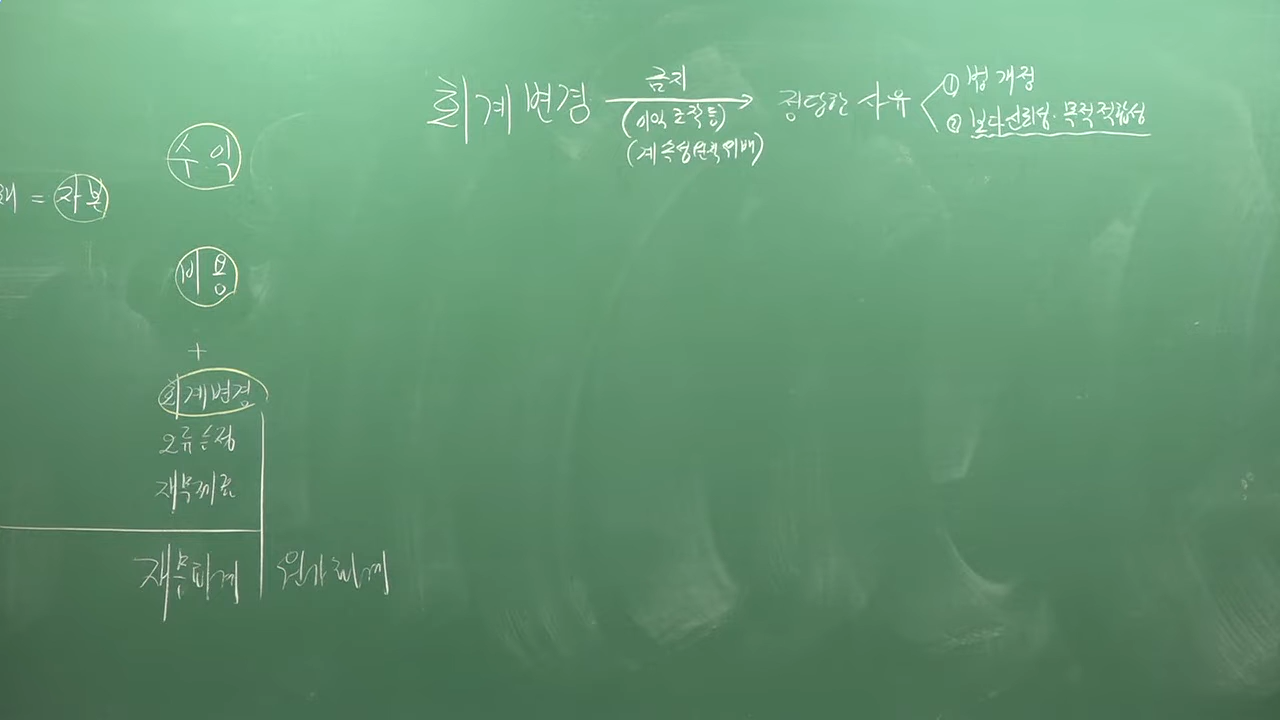 회계변경 금지 정당한 사유 ① 법 개정
(이익 조작 등) ② 보다 신뢰성·목적적합성
(계속성 원칙 위배)
수익
= 자본
비용
+
회계변경
오류수정
재무제표
재무회계 원가회계